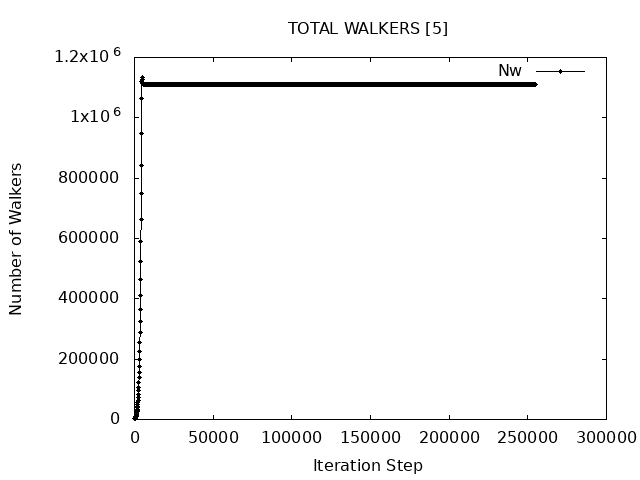 TOTAL WALKERS [5]
1.2x10^6
1x10^6
800000
600000
400000
200000
0
Number of Walkers
Nw
0 50000 100000 150000 200000 250000 300000
Iteration Step